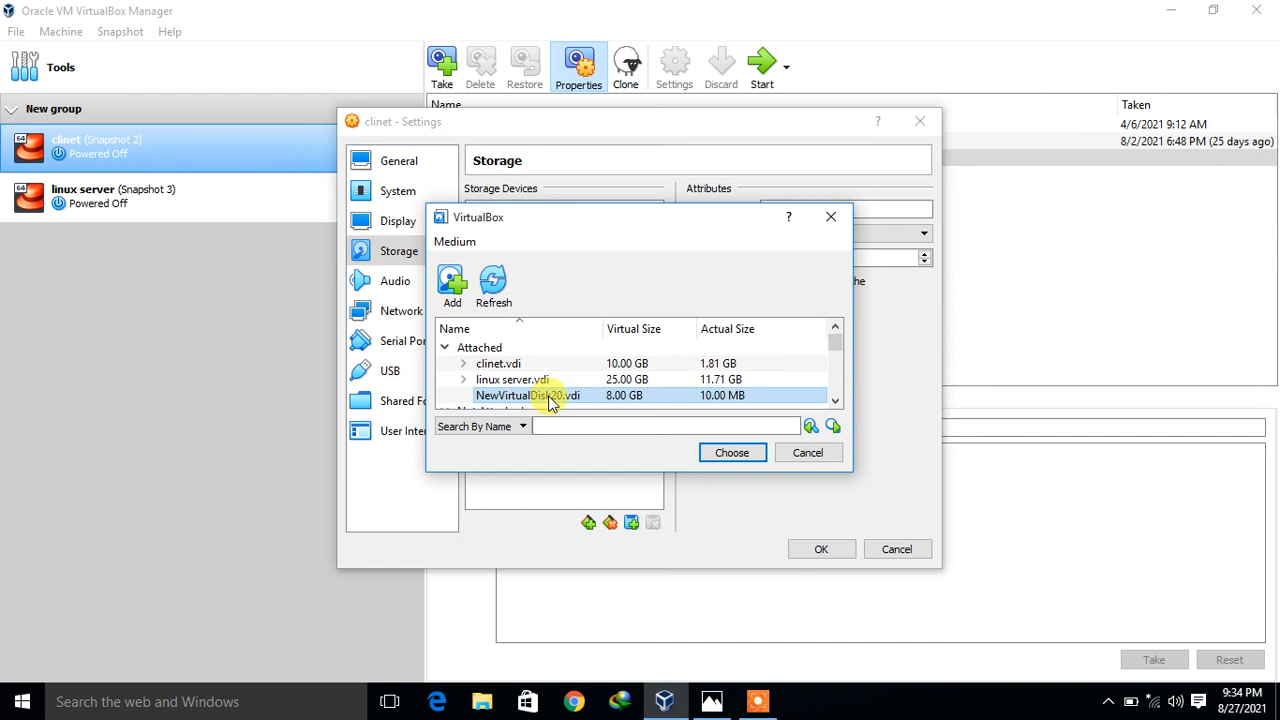 Oracle VM VirtualBox Manager
File Machine Snapshot Help
Tools
New group
64 clinet (Snapshot 2)
Powered Off
64 linux server (Snapshot 3)
Powered Off
Take Delete Restore Properties Clone Settings Discard Start
Name Taken
4/6/2021 9:12 AM
8/2/2021 6:48 PM (25 days ago)
clinet - Settings ?
General
System
Display
Storage
Audio
Network
Serial Por
USB
Shared Fo
User Inter
Storage
Storage Devices Attributes
he
VirtualBox ?
Medium
Add Refresh
Name Virtual Size Actual Size
Attached
clinet.vdi 10.00 GB 1.81 GB
linux server.vdi 25.00 GB 11.71 GB
NewVirtualDisk20.vdi 8.00 GB 10.00 MB
Search By Name
Choose Cancel
OK Cancel
Take Reset
Search the web and Windows
9:34 PM
8/27/2021